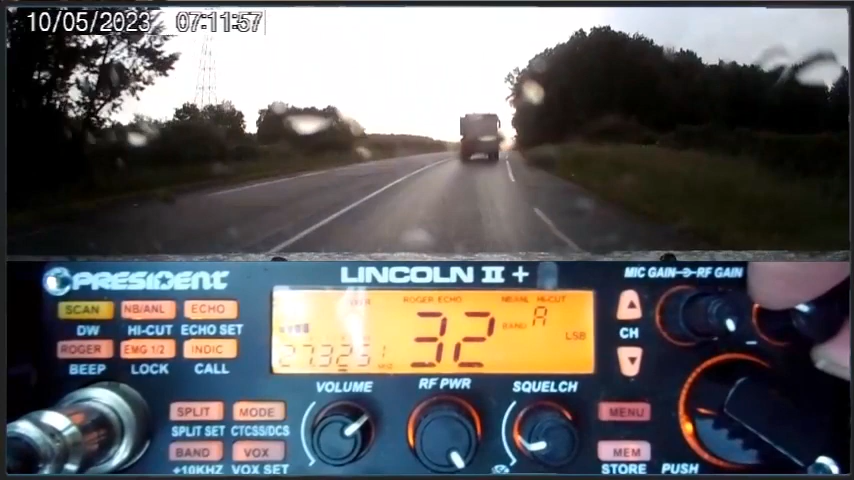 10/05/2023 07:11:57
PRESIDENT
LINCOLN II +
MIC GAIN RF GAIN
SCAN NB/ANL ECHO
DW HI-CUT ECHO SET
ROGER EMG 1/2 INDIC
BEEP LOCK CALL
ROGER ECHO NB/ANL HI-CUT
32 BAND A
LSB
CH
VOLUME RF PWR SQUELCH
SPLIT MODE
SPLIT SET CTCSS/DCS
BAND VOX
+10KHZ VOX SET
MENU
MEM
STORE PUSH